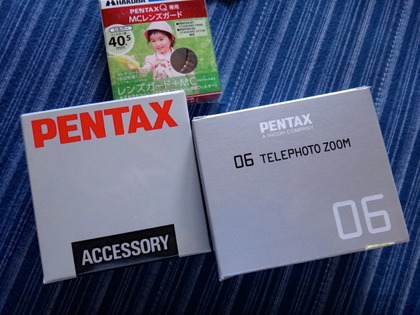 HAKUBA
PENTAX Q 専用
MCレンズガード
40.5
レンズガード+MC
PENTAX
ACCESSORY
PENTAX
A RICOH COMPANY
06 TELEPHOTO ZOOM
06